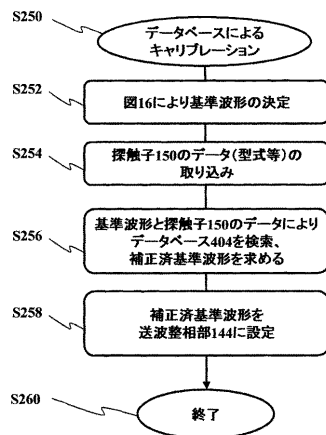 S250
データベースによる
キャリブレーション
S252
図16により基準波形の決定
S254
探触子150のデータ(型式等)の
取り込み
S256
基準波形と探触子150のデータにより
データベース404を検索、
補正済基準波形を求める
S258
補正済基準波形を
送波整相部144に設定
S260
終了